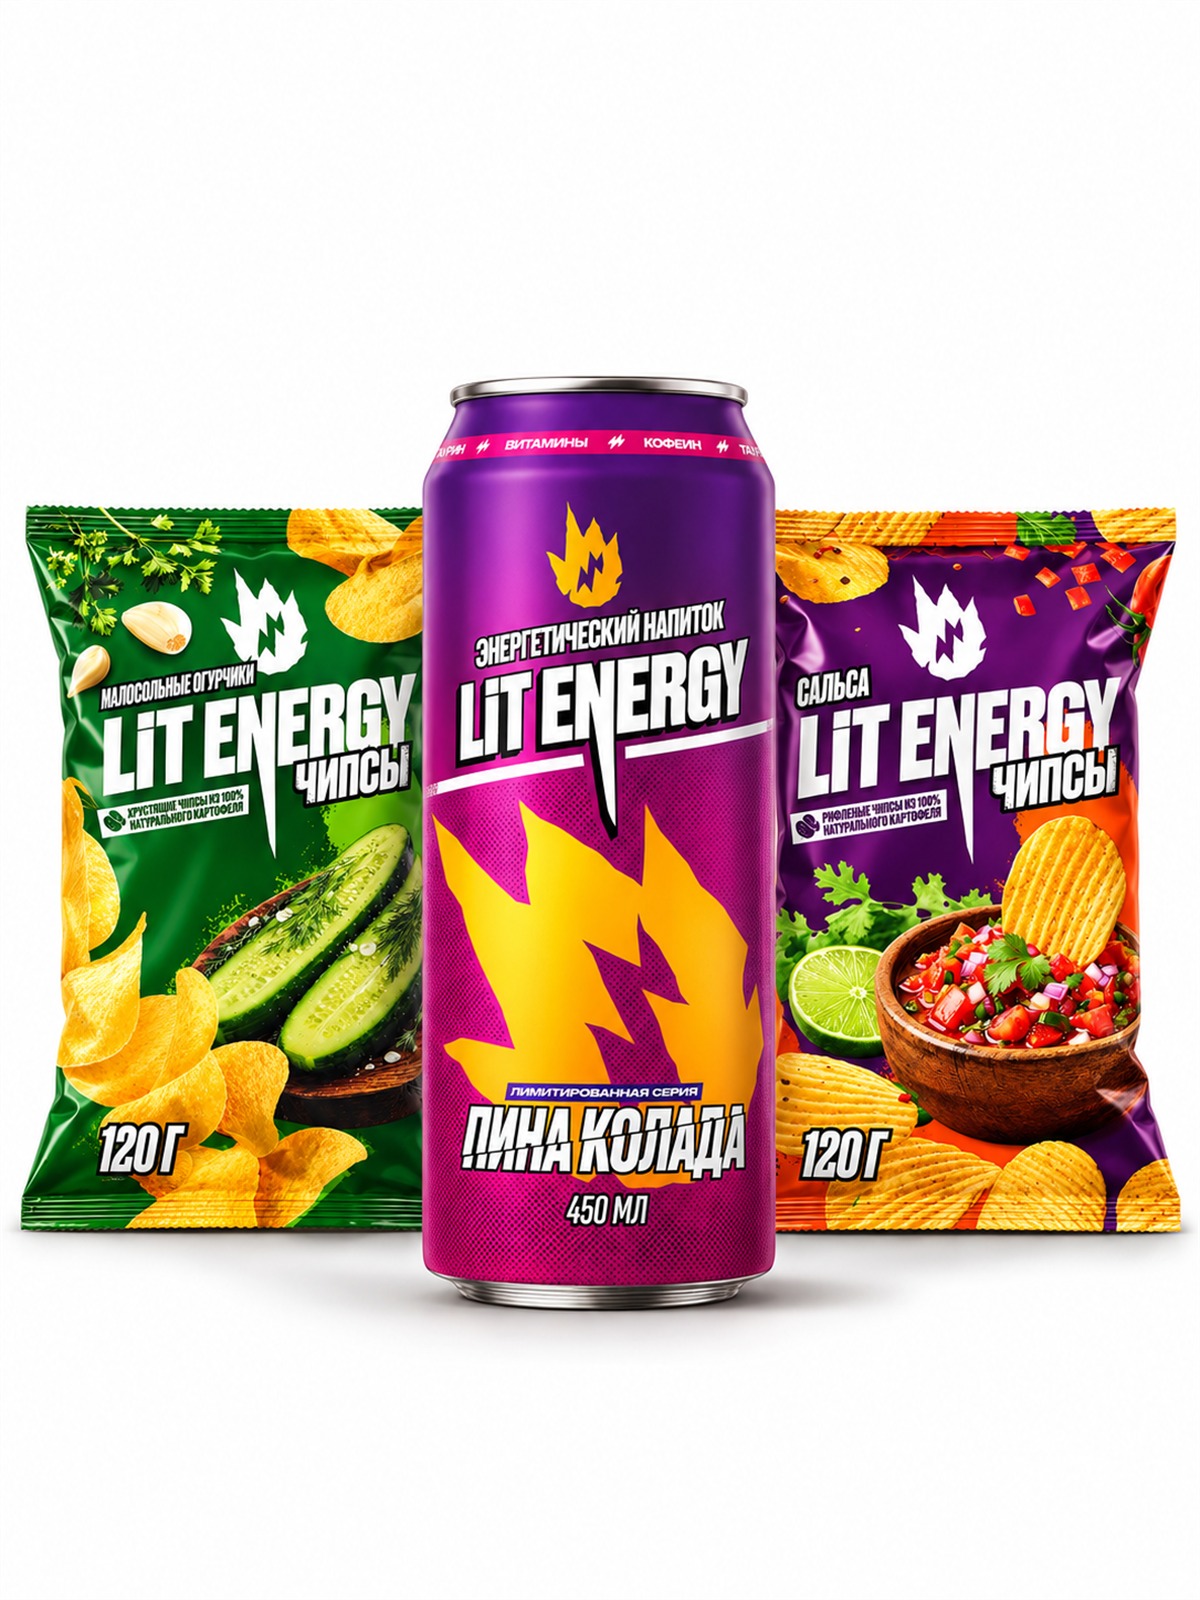 МАЛОСОЛЬНЫЕ ОГУРЧИКИ
LIT ENERGY
ЧИПСЫ
ХРУСТЯЩИЕ ЧИПСЫ ИЗ 100%
НАТУРАЛЬНОГО КАРТОФЕЛЯ
120 Г
ТАУРИН ВИТАМИНЫ КОФЕИН
ЭНЕРГЕТИЧЕСКИЙ НАПИТОК
LIT ENERGY
ЛИМИТИРОВАННАЯ СЕРИЯ
ПИНА КОЛАДА
450 МЛ
САЛЬСА
LIT ENERGY
ЧИПСЫ
РИФЛЕНЫЕ ЧИПСЫ ИЗ 100%
НАТУРАЛЬНОГО КАРТОФЕЛЯ
120 Г